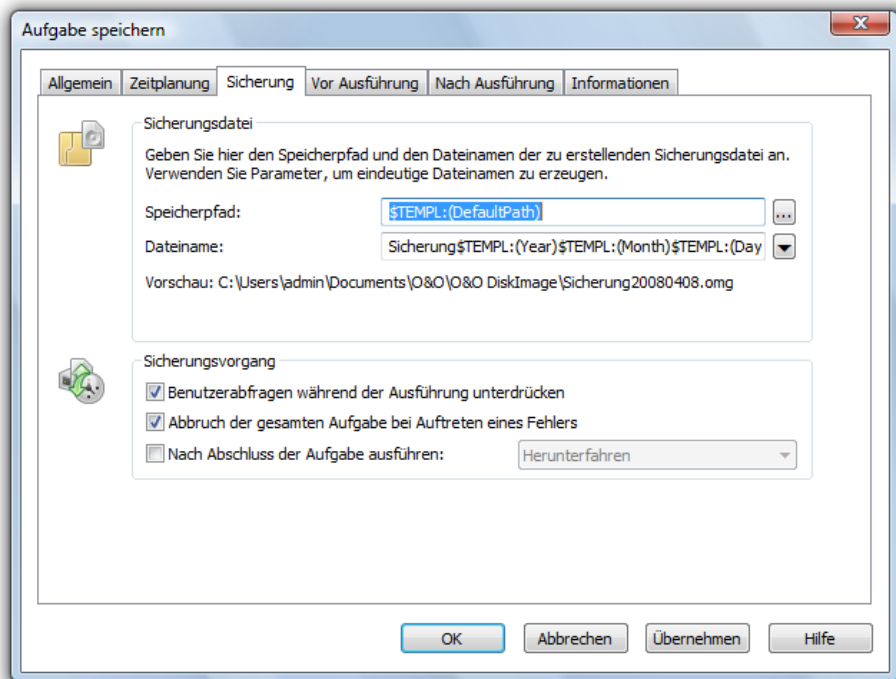 Aufgabe speichern
Allgemein Zeitplanung Sicherung Vor Ausführung Nach Ausführung Informationen
Sicherungsdatei
Geben Sie hier den Speicherpfad und den Dateinamen der zu erstellenden Sicherungsdatei an.
Verwenden Sie Parameter, um eindeutige Dateinamen zu erzeugen.
Speicherpfad: $TEMPL:(DefaultPath) ...
Dateiname: Sicherung$TEMPL:(Year)$TEMPL:(Month)$TEMPL:(Day
Vorschau: C:\Users\admin\Documents\O&O\O&O DiskImage\Sicherung20080408.omg
Sicherungsvorgang
Benutzerabfragen während der Ausführung unterdrücken
Abbruch der gesamten Aufgabe bei Auftreten eines Fehlers
Nach Abschluss der Aufgabe ausführen: Herunterfahren
OK Abbrechen Übernehmen Hilfe